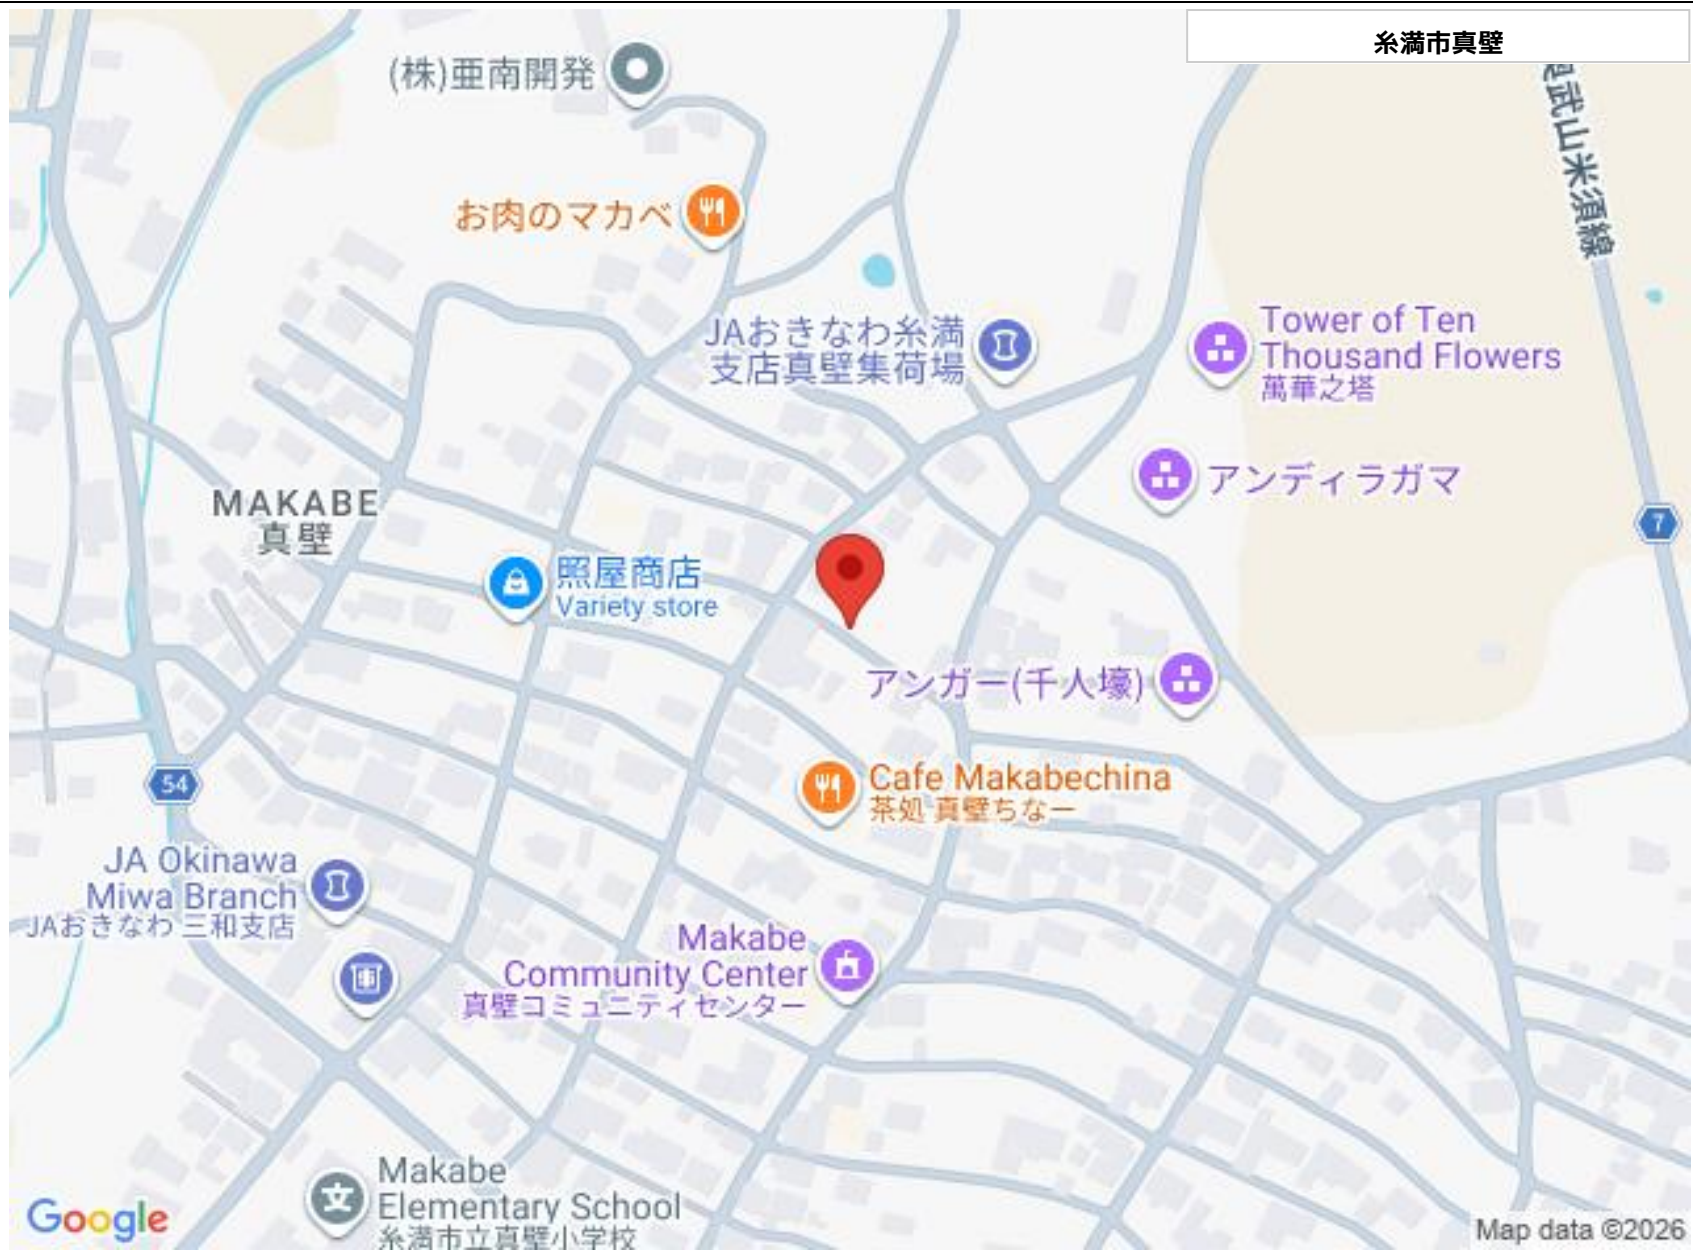 糸満市真壁
(株)亜南開発
武山米須線
お肉のマカベ
JAおきなわ糸満
支店真壁集荷場
Tower of Ten
Thousand Flowers
萬華之塔
アンディラガマ
MAKABE
真壁
7
照屋商店
Variety store
アンガー(千人壕)
54
Cafe Makabechina
茶処 真壁ちなー
JA Okinawa
Miwa Branch
JAおきなわ 三和支店
Makabe
Community Center
真壁コミュニティセンター
Makabe
Elementary School
糸満市立真壁小学校
Google
Map data ©2026